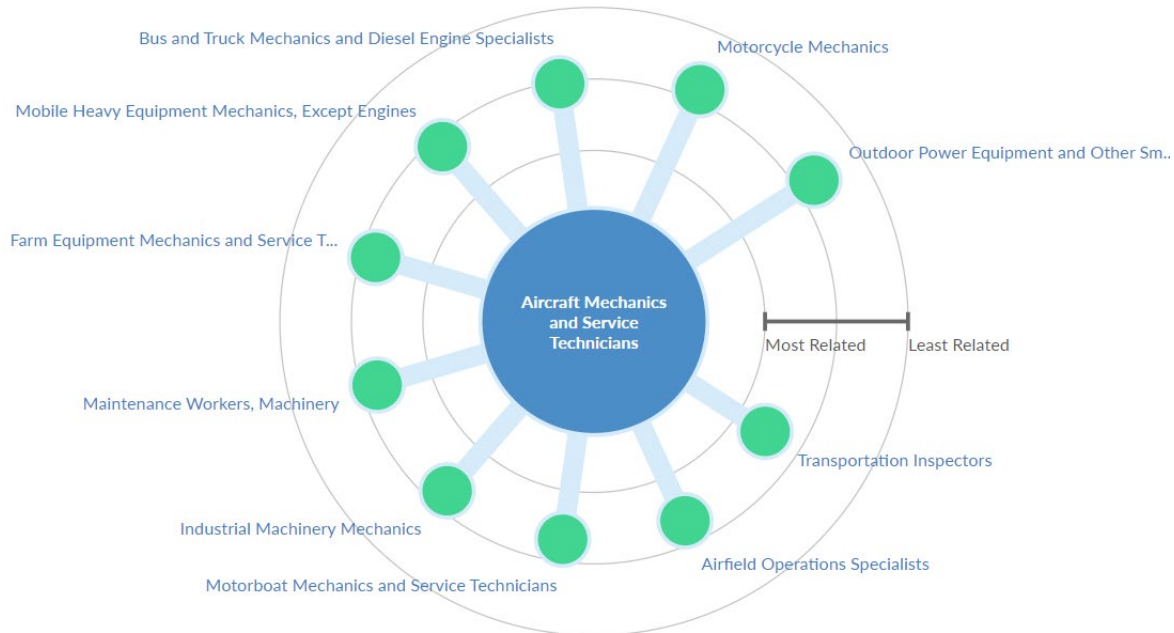 Bus and Truck Mechanics and Diesel Engine Specialists
Motorcycle Mechanics
Mobile Heavy Equipment Mechanics, Except Engines
Outdoor Power Equipment and Other Sm...
Farm Equipment Mechanics and Service T...
Aircraft Mechanics
and Service
Technicians
Most Related
Least Related
Maintenance Workers, Machinery
Transportation Inspectors
Industrial Machinery Mechanics
Airfield Operations Specialists
Motorboat Mechanics and Service Technicians